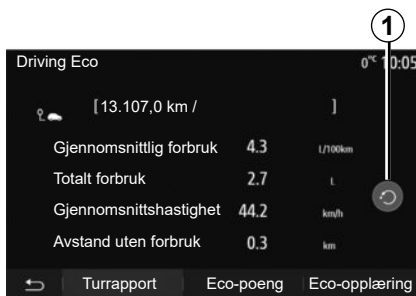 1
Driving Eco 0°C 10:05
[ 13.107,0 km / ]
Gjennomsnittlig forbruk 4.3 L/100km
Totalt forbruk 2.7 L
Gjennomsnittshastighet 44.2 km/h
Avstand uten forbruk 0.3 km
Turrapport Eco-poeng Eco-opplæring